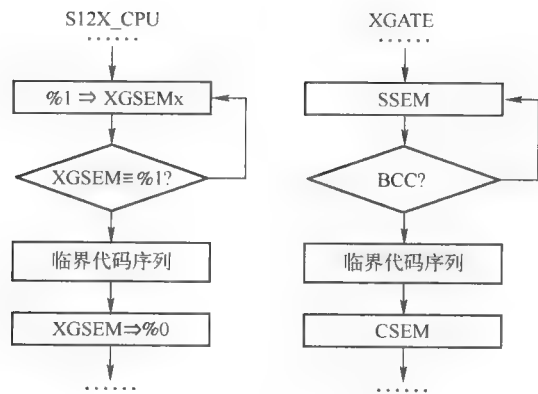 S12X_CPU
……
%1 ⇒ XGSEMx
XGSEM≡%1?
临界代码序列
XGSEM⇒%0
……
XGATE
……
SSEM
BCC?
临界代码序列
CSEM
……